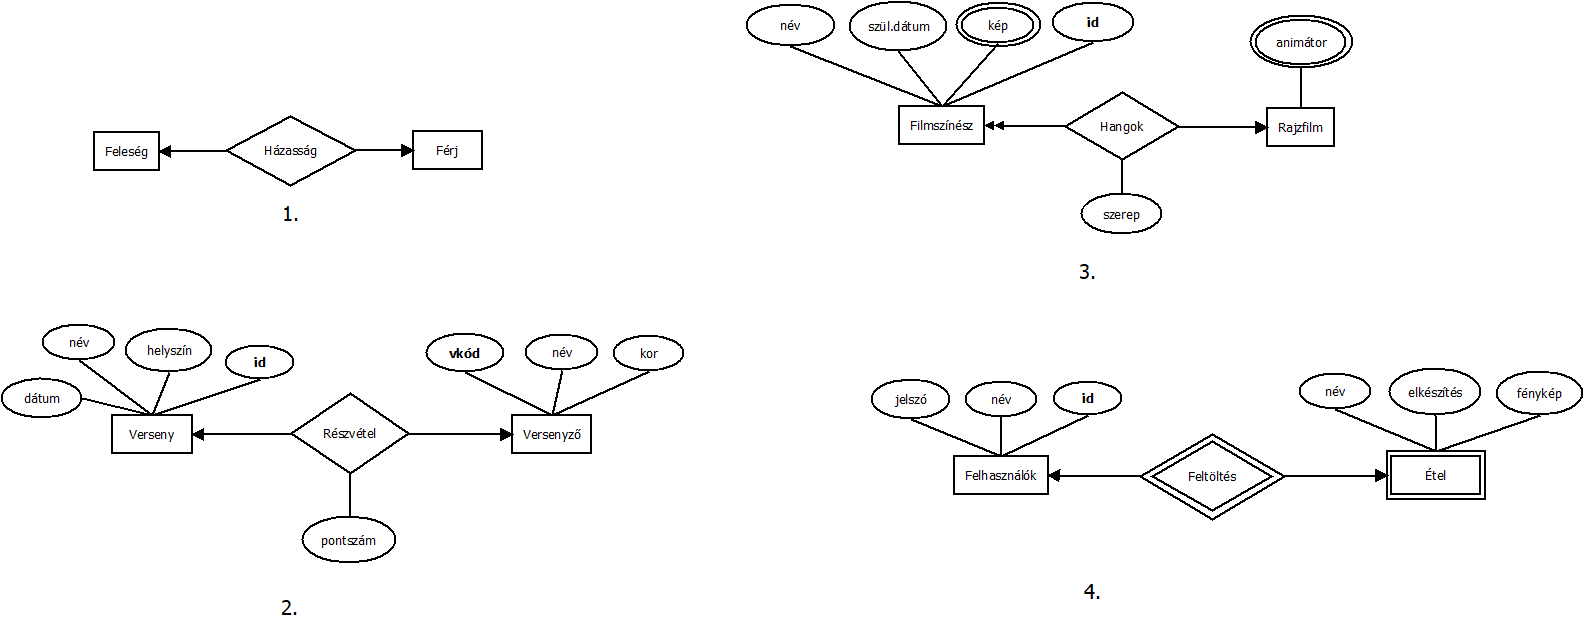 Feleség
Házasság
Férj
1.
dátum
név
helyszín
id
Verseny
Részvétel
pontszám
vkód
név
kor
Versenyző
2.
név
szül.dátum
kép
id
Filmszínész
Hangok
szerep
animátor
Rajzfilm
3.
jelszó
név
id
Felhasználók
Feltöltés
név
elkészítés
fénykép
Étel
4.